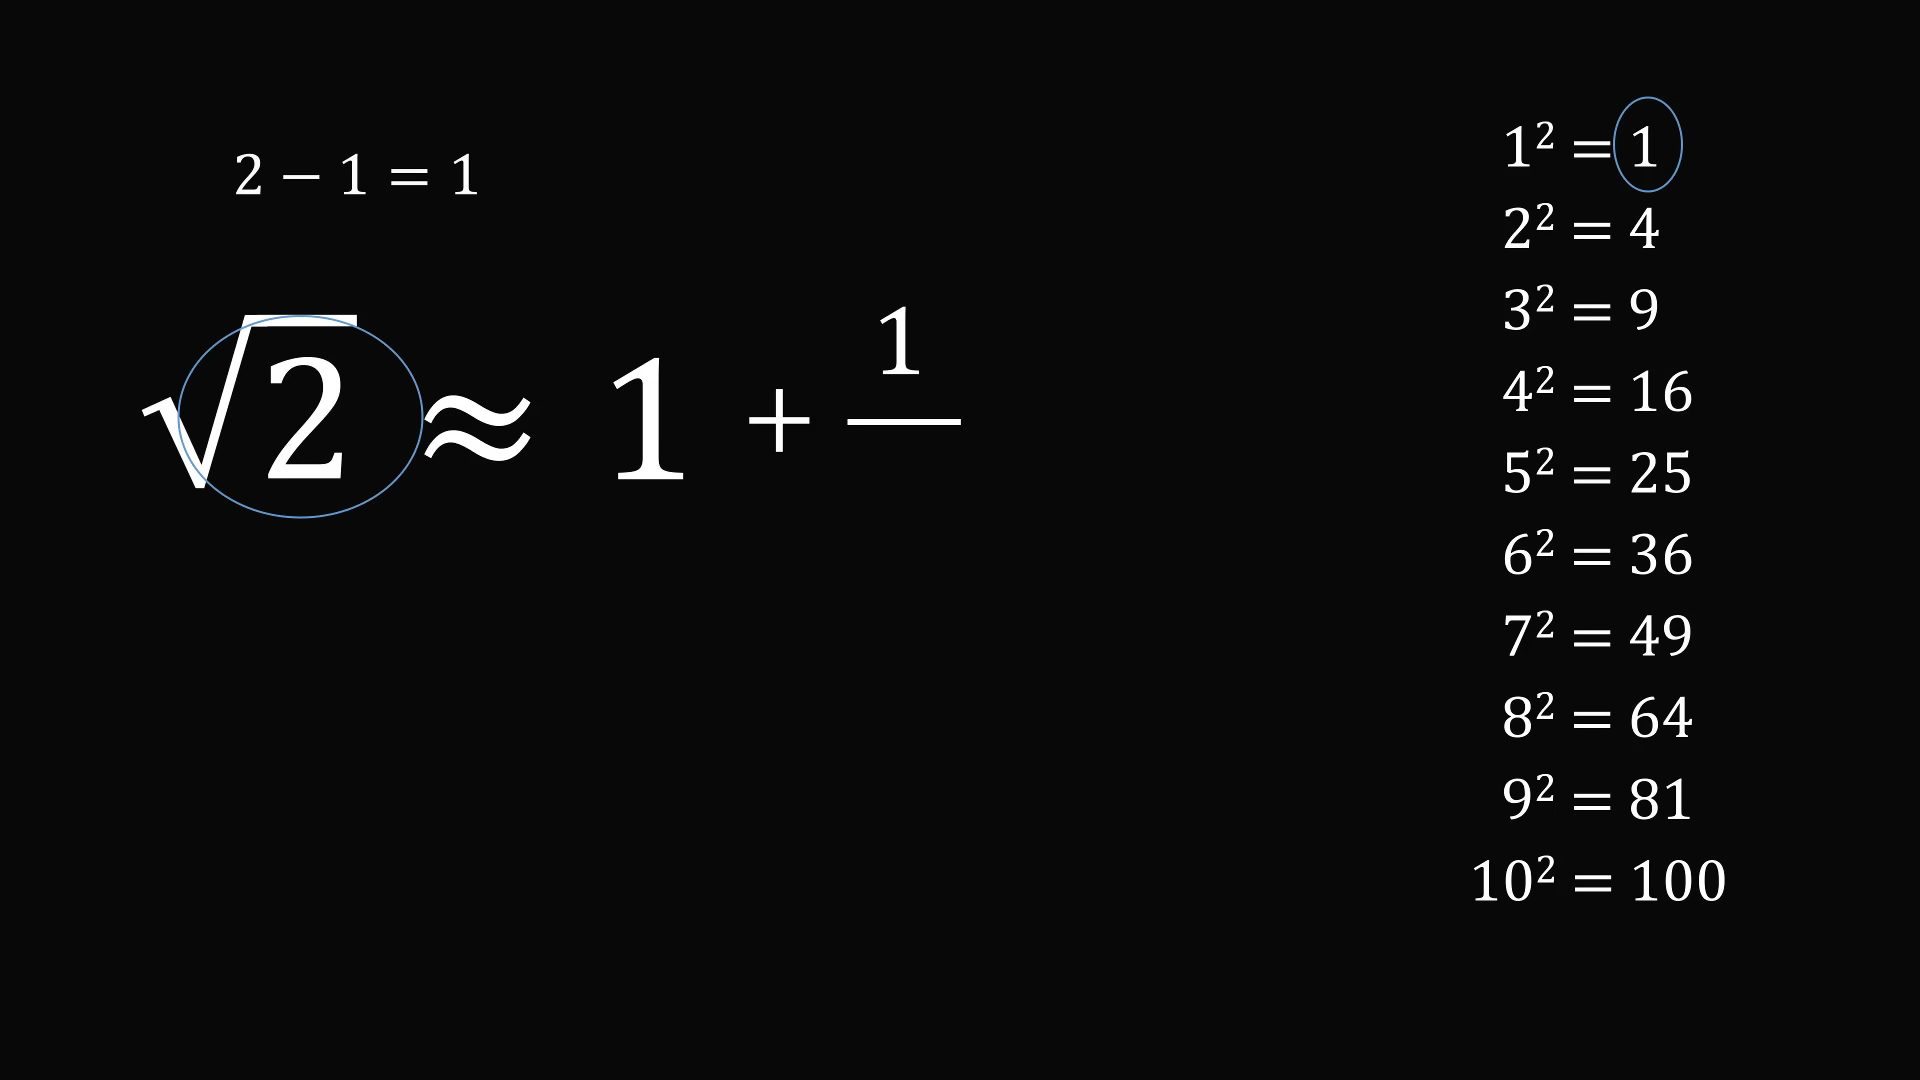 2 − 1 = 1
√2 ≈ 1 + 1/
1² = 1
2² = 4
3² = 9
4² = 16
5² = 25
6² = 36
7² = 49
8² = 64
9² = 81
10² = 100